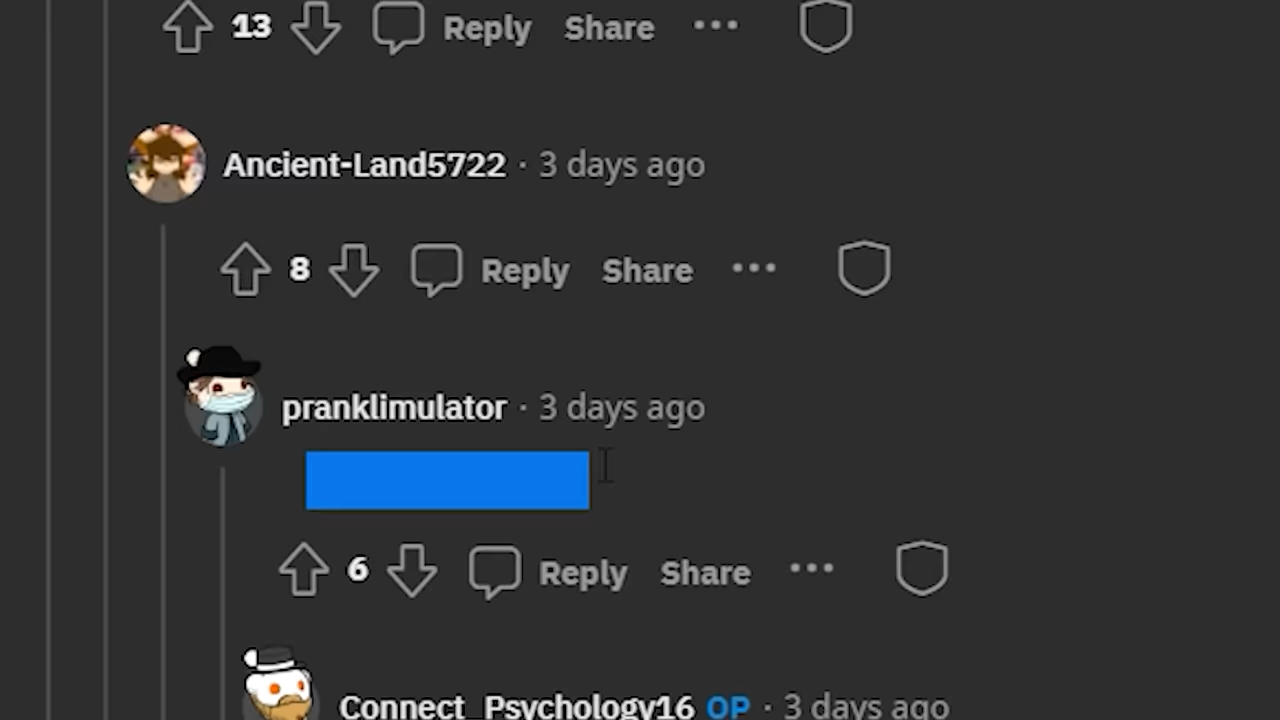 13 Reply Share
Ancient-Land5722 · 3 days ago
8 Reply Share
pranklimulator · 3 days ago
6 Reply Share
Connect_Psychology16 OP · 3 days ago